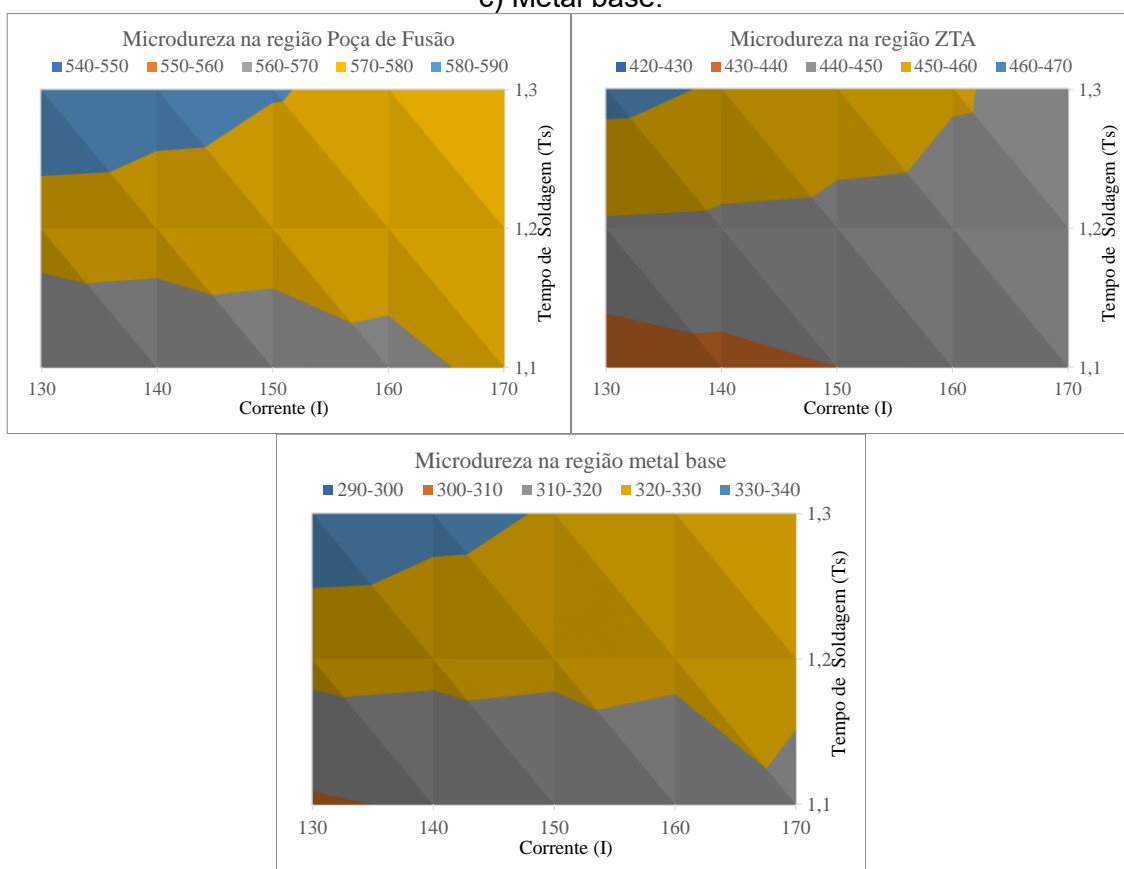 c) Metal base.
Microdureza na região Poça de Fusão
540-550 550-560 560-570 570-580 580-590
1,3
1,2
1,1
Tempo de Soldagem (Ts)
130 140 150 160 170
Corrente (I)
Microdureza na região ZTA
420-430 430-440 440-450 450-460 460-470
1,3
1,2
1,1
Tempo de Soldagem (Ts)
130 140 150 160 170
Corrente (I)
Microdureza na região metal base
290-300 300-310 310-320 320-330 330-340
1,3
1,2
1,1
Tempo de Soldagem (Ts)
130 140 150 160 170
Corrente (I)